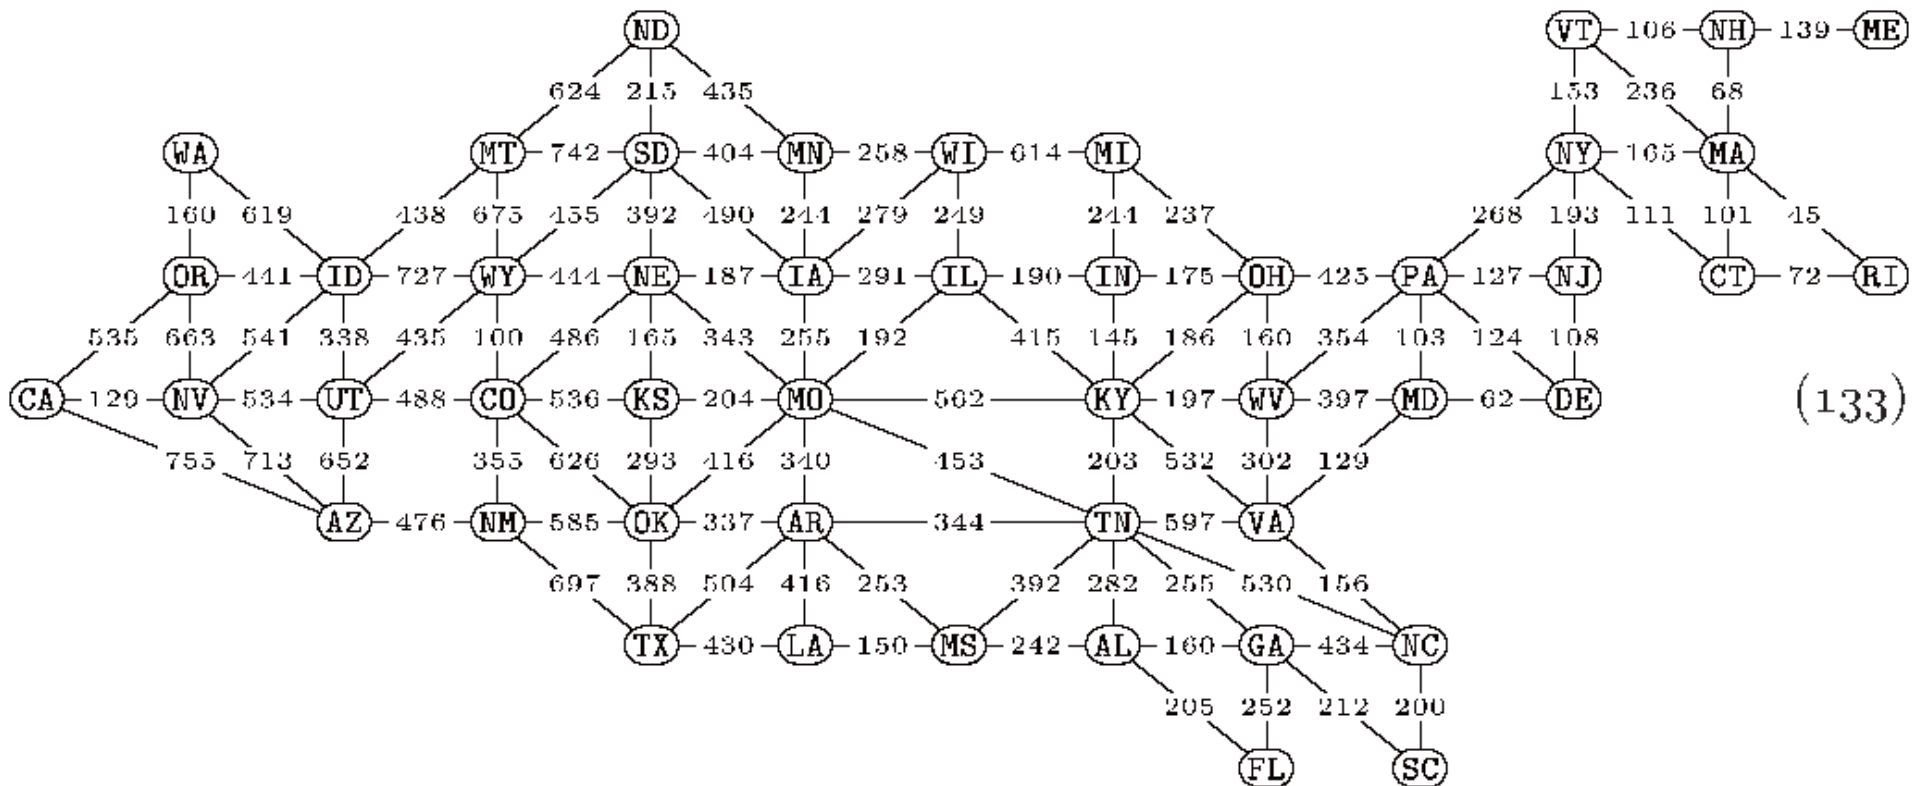 ND VT 106 NH 139 ME
624 215 435 153 236 68
WA MT 742 SD 404 MN 258 WI 614 MI NY 165 MA
160 619 438 675 455 392 490 244 279 249 244 237 268 193 111 101 45
OR 441 ID 727 WY 444 NE 187 IA 291 IL 190 IN 175 OH 425 PA 127 NJ CT 72 RI
535 663 541 338 435 100 486 165 343 255 192 415 145 186 160 354 103 124 108
CA 129 NV 534 UT 488 CO 536 KS 204 MO 562 KY 197 WV 397 MD 62 DE (133)
755 713 652 355 626 293 416 340 453 203 532 302 129
AZ 476 NM 585 OK 337 AR 344 TN 597 VA
697 388 504 416 253 392 282 255 530 156
TX 430 LA 150 MS 242 AL 160 GA 434 NC
205 252 212 200
FL SC